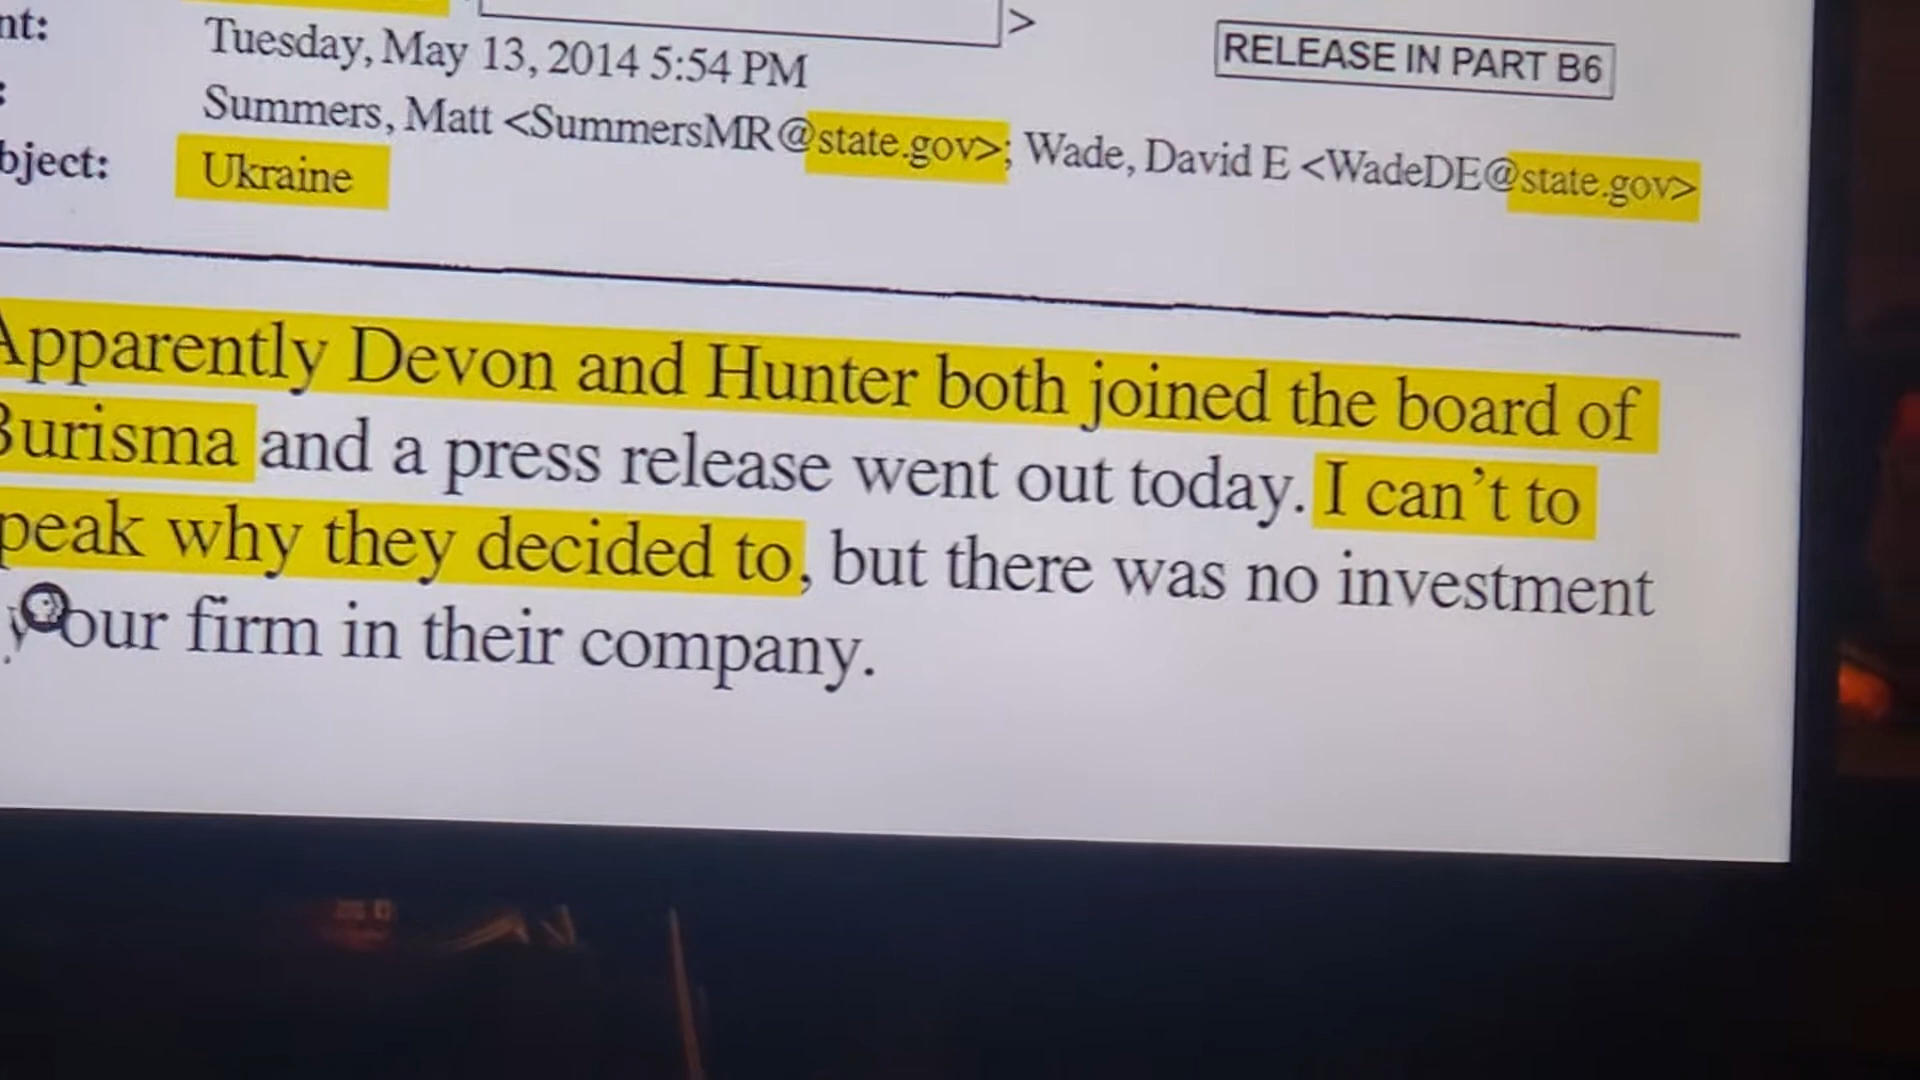 nt: Tuesday, May 13, 2014 5:54 PM
RELEASE IN PART B6
: Summers, Matt <SummersMR@state.gov>; Wade, David E <WadeDE@state.gov>
bject: Ukraine
Apparently Devon and Hunter both joined the board of
Burisma and a press release went out today. I can't to
peak why they decided to, but there was no investment
y our firm in their company.